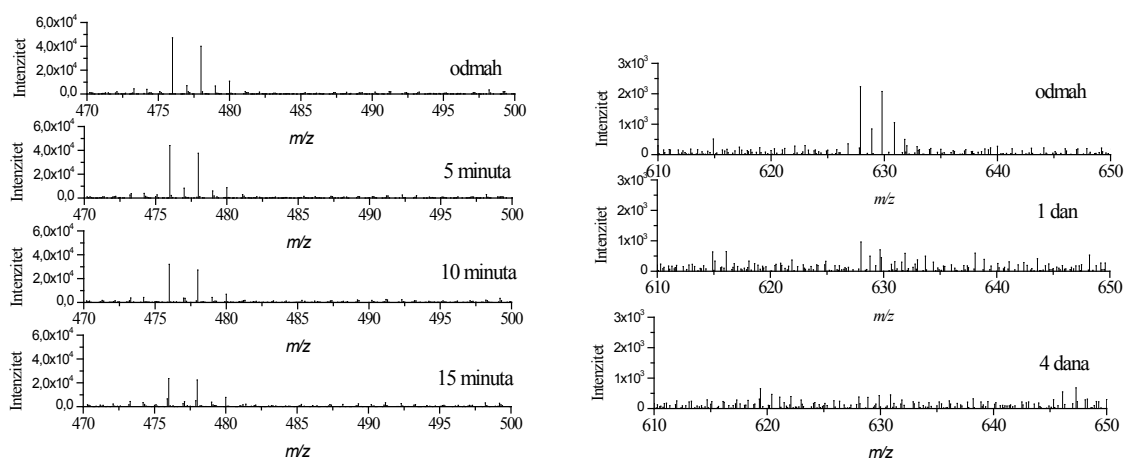 6,0x10⁴
4,0x10⁴
2,0x10⁴
0,0
Intenzitet
odmah
470 475 480 485 490 495 500
m/z
6,0x10⁴
4,0x10⁴
2,0x10⁴
0,0
Intenzitet
5 minuta
470 475 480 485 490 495 500
m/z
6,0x10⁴
4,0x10⁴
2,0x10⁴
0,0
Intenzitet
10 minuta
470 475 480 485 490 495 500
m/z
6,0x10⁴
4,0x10⁴
2,0x10⁴
0,0
Intenzitet
15 minuta
470 475 480 485 490 495 500
m/z
3x10³
2x10³
1x10³
0
Intenzitet
odmah
610 620 630 640 650
m/z
3x10³
2x10³
1x10³
0
Intenzitet
1 dan
610 620 630 640 650
m/z
3x10³
2x10³
1x10³
0
Intenzitet
4 dana
610 620 630 640 650
m/z